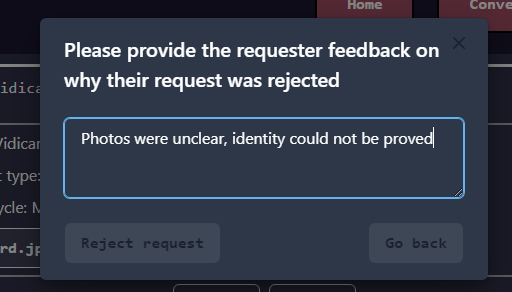 Home
Conve
Please provide the requester feedback on
why their request was rejected
idica
Photos were unclear, identity could not be proved
Vidicar
t type:
ycle: M
rd.jp
Reject request
Go back